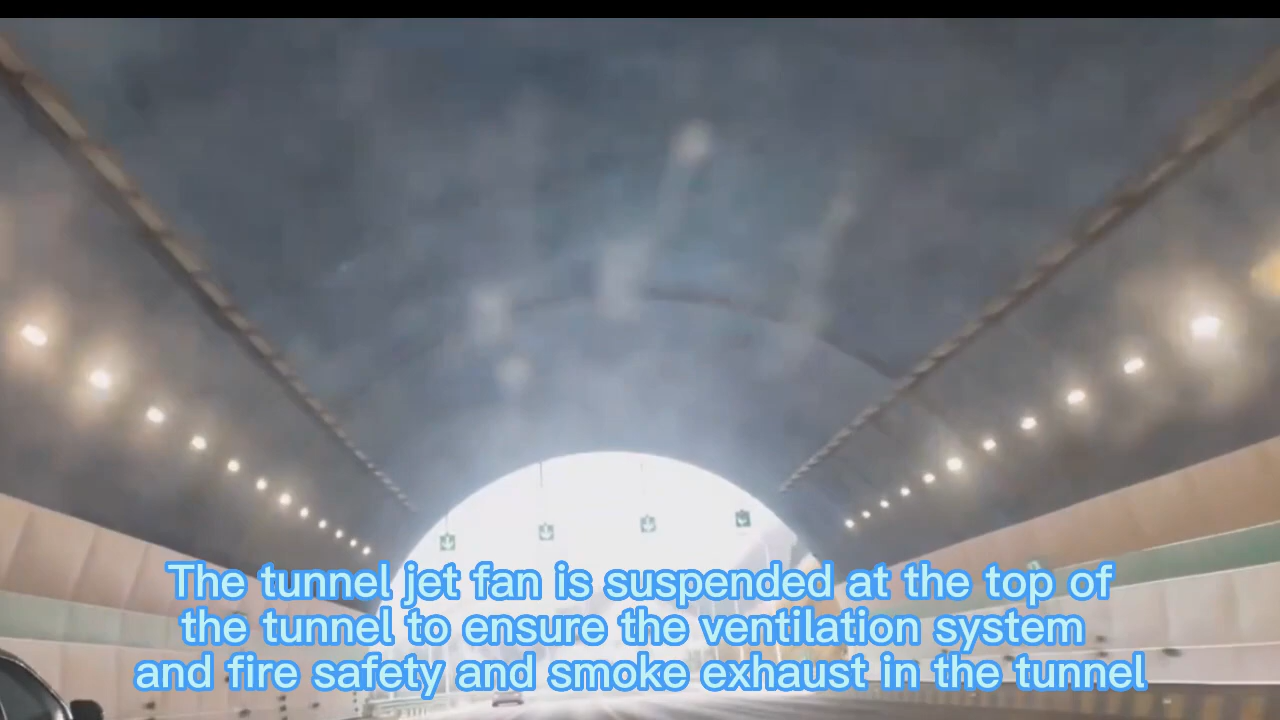 The tunnel jet fan is suspended at the top of
the tunnel to ensure the ventilation system
and fire safety and smoke exhaust in the tunnel